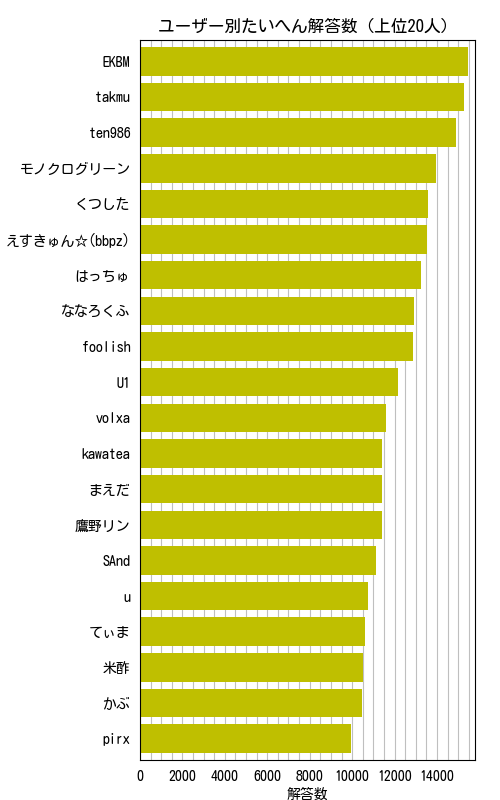 ユーザー別たいへん解答数（上位20人）
EKBM
takmu
ten986
モノクログリーン
くつした
えすきゅん☆(bbpz)
はっちゅ
ななろくふ
foolish
U1
volxa
kawatea
まえだ
鷹野リン
SAnd
u
てぃま
米酢
かぶ
pirx
0 2000 4000 6000 8000 10000 12000 14000
解答数